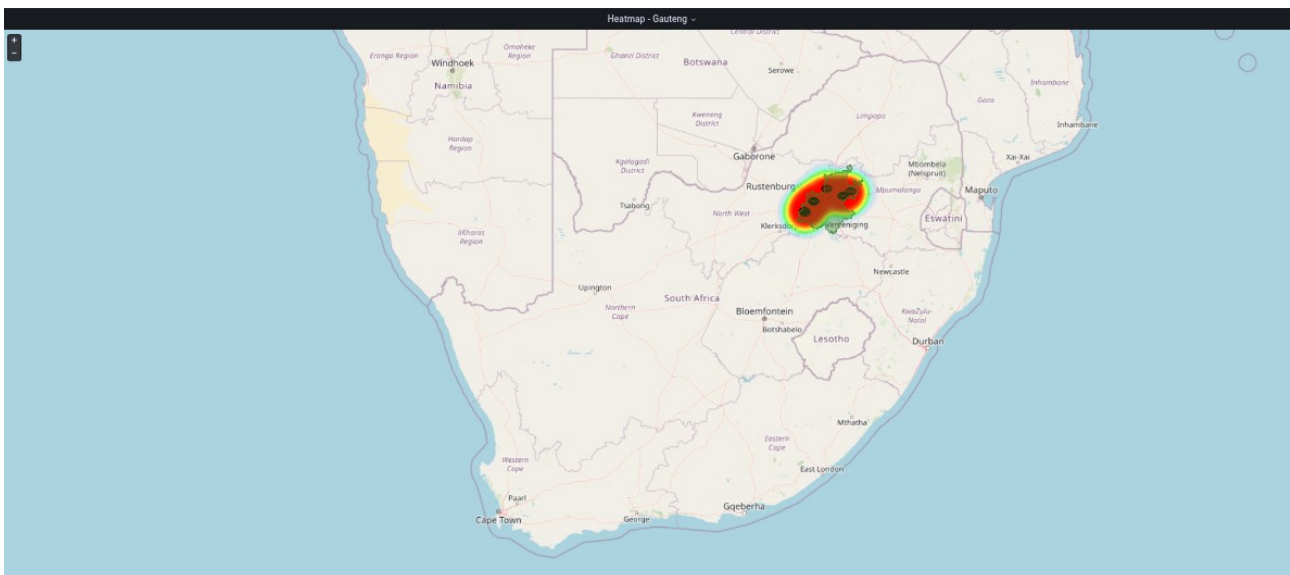 Heatmap - Gauteng
+
−
Central District
Erongo Region
Omaheke
Region
Ghanzi District
Botswana
Serowe
Windhoek
Namibia
Inhambane
Gaza
Limpopo
Kweneng
District
Inhambane
Hardap
Region
Gaborone
Xai-Xai
Kgalagadi
District
Mbombela
(Nelspruit)
Rustenburg
Mpumalanga
Maputo
Tsabong
North West
Eswatini
Klerksdorp
Vereeniging
ǁKharas
Region
Newcastle
Upington
South Africa
Northern
Cape
Bloemfontein
KwaZulu-
Natal
Botshabelo
Lesotho
Durban
Mthatha
Eastern
Cape
Western
Cape
East London
Paarl
Gqeberha
Cape Town
George